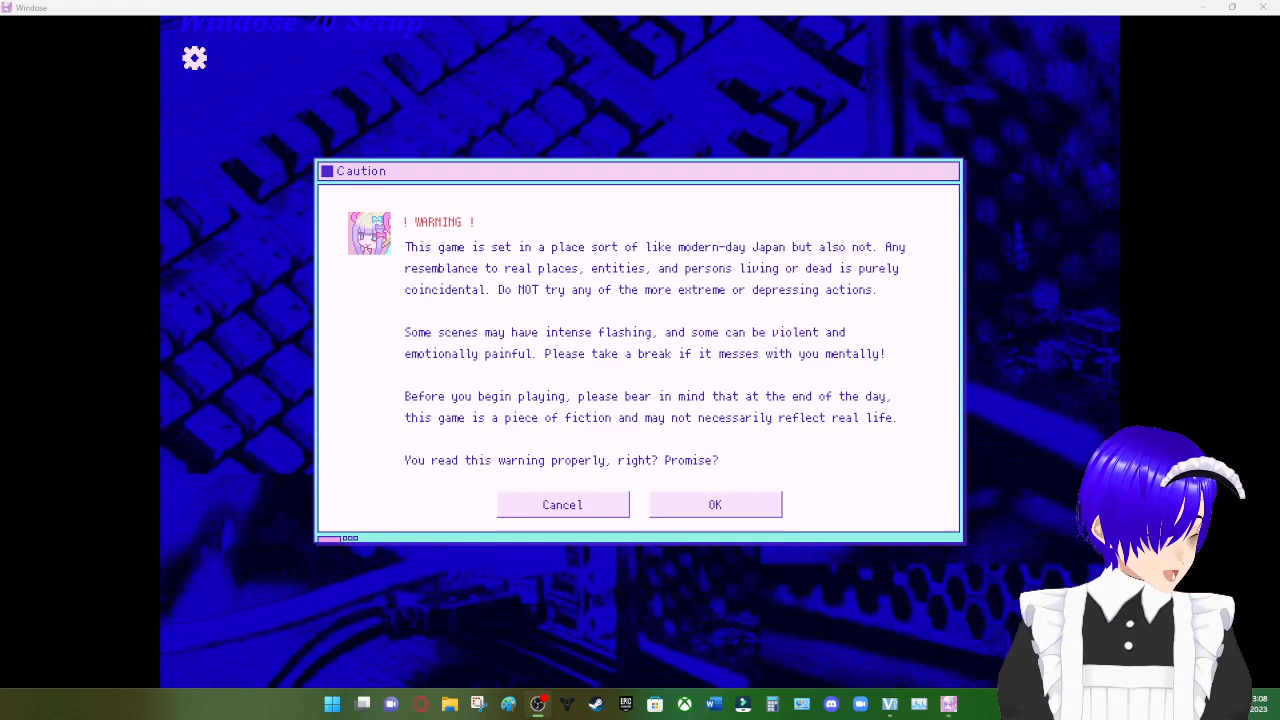 Windose
Windose 20 Setup
Caution
! WARNING !
This game is set in a place sort of like modern-day Japan but also not. Any
resemblance to real places, entities, and persons living or dead is purely
coincidental. Do NOT try any of the more extreme or depressing actions.
Some scenes may have intense flashing, and some can be violent and
emotionally painful. Please take a break if it messes with you mentally!
Before you begin playing, please bear in mind that at the end of the day,
this game is a piece of fiction and may not necessarily reflect real life.
You read this warning properly, right? Promise?
Cancel OK
3:08
2023